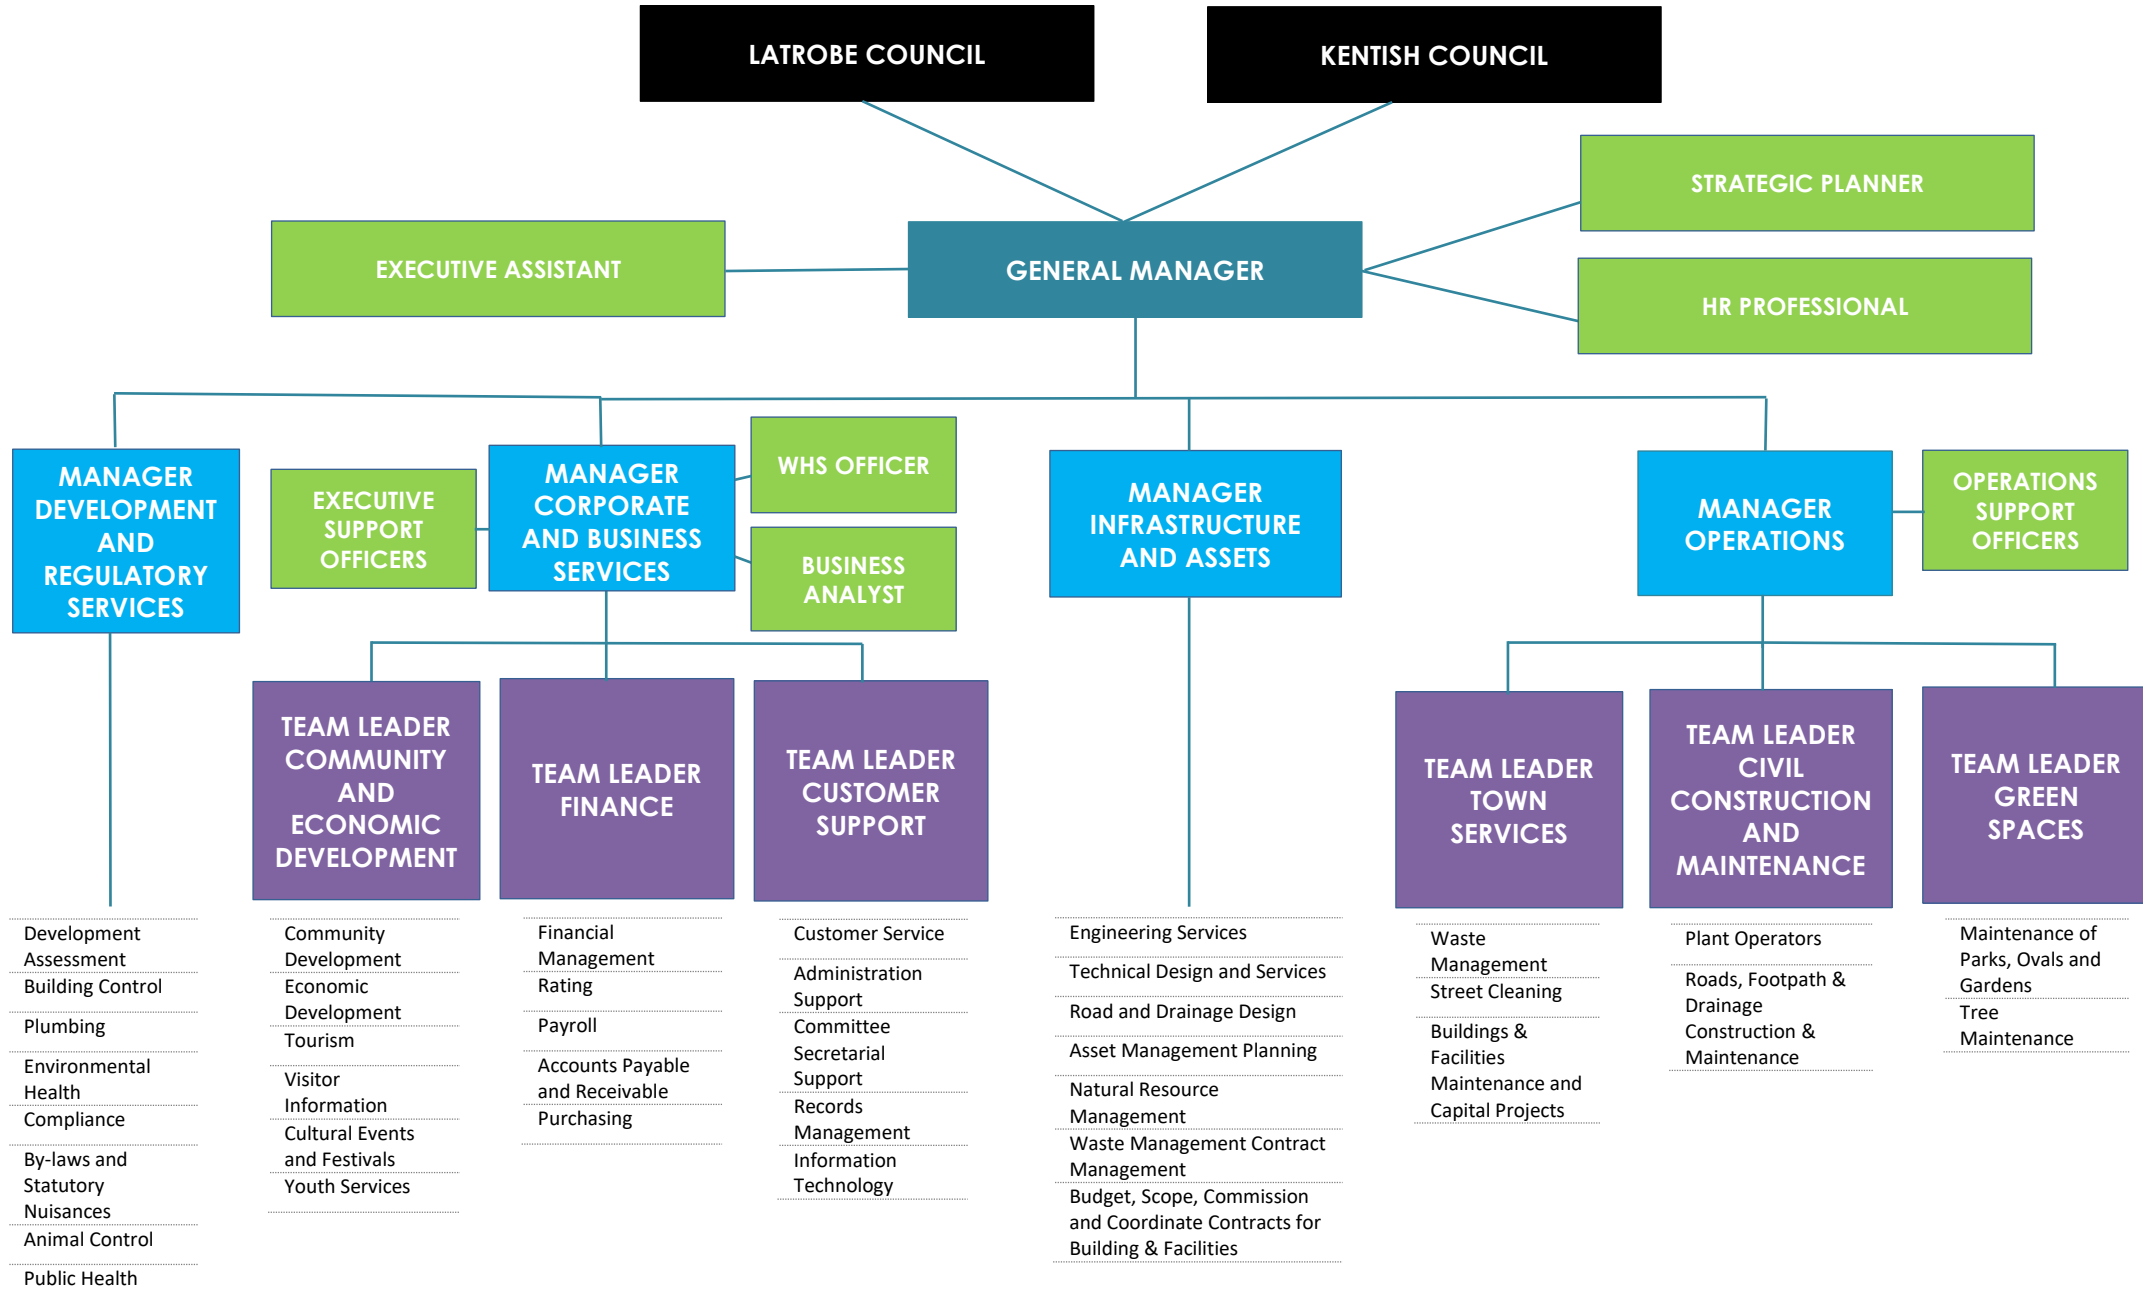 LATROBE COUNCIL
KENTISH COUNCIL
STRATEGIC PLANNER
EXECUTIVE ASSISTANT
GENERAL MANAGER
HR PROFESSIONAL
MANAGER
DEVELOPMENT
AND
REGULATORY
SERVICES
EXECUTIVE
SUPPORT
OFFICERS
MANAGER
CORPORATE
AND BUSINESS
SERVICES
WHS OFFICER
BUSINESS
ANALYST
MANAGER
INFRASTRUCTURE
AND ASSETS
MANAGER
OPERATIONS
OPERATIONS
SUPPORT
OFFICERS
TEAM LEADER
COMMUNITY
AND
ECONOMIC
DEVELOPMENT
TEAM LEADER
FINANCE
TEAM LEADER
CUSTOMER
SUPPORT
TEAM LEADER
TOWN
SERVICES
TEAM LEADER
CIVIL
CONSTRUCTION
AND
MAINTENANCE
TEAM LEADER
GREEN
SPACES
Development
Assessment
Building Control
Plumbing
Environmental
Health
Compliance
By-laws and
Statutory
Nuisances
Animal Control
Public Health
Community
Development
Economic
Development
Tourism
Visitor
Information
Cultural Events
and Festivals
Youth Services
Financial
Management
Rating
Payroll
Accounts Payable
and Receivable
Purchasing
Customer Service
Administration
Support
Committee
Secretarial
Support
Records
Management
Information
Technology
Engineering Services
Technical Design and Services
Road and Drainage Design
Asset Management Planning
Natural Resource
Management
Waste Management Contract
Management
Budget, Scope, Commission
and Coordinate Contracts for
Building & Facilities
Waste
Management
Street Cleaning
Buildings &
Facilities
Maintenance and
Capital Projects
Plant Operators
Roads, Footpath &
Drainage
Construction &
Maintenance
Maintenance of
Parks, Ovals and
Gardens
Tree
Maintenance